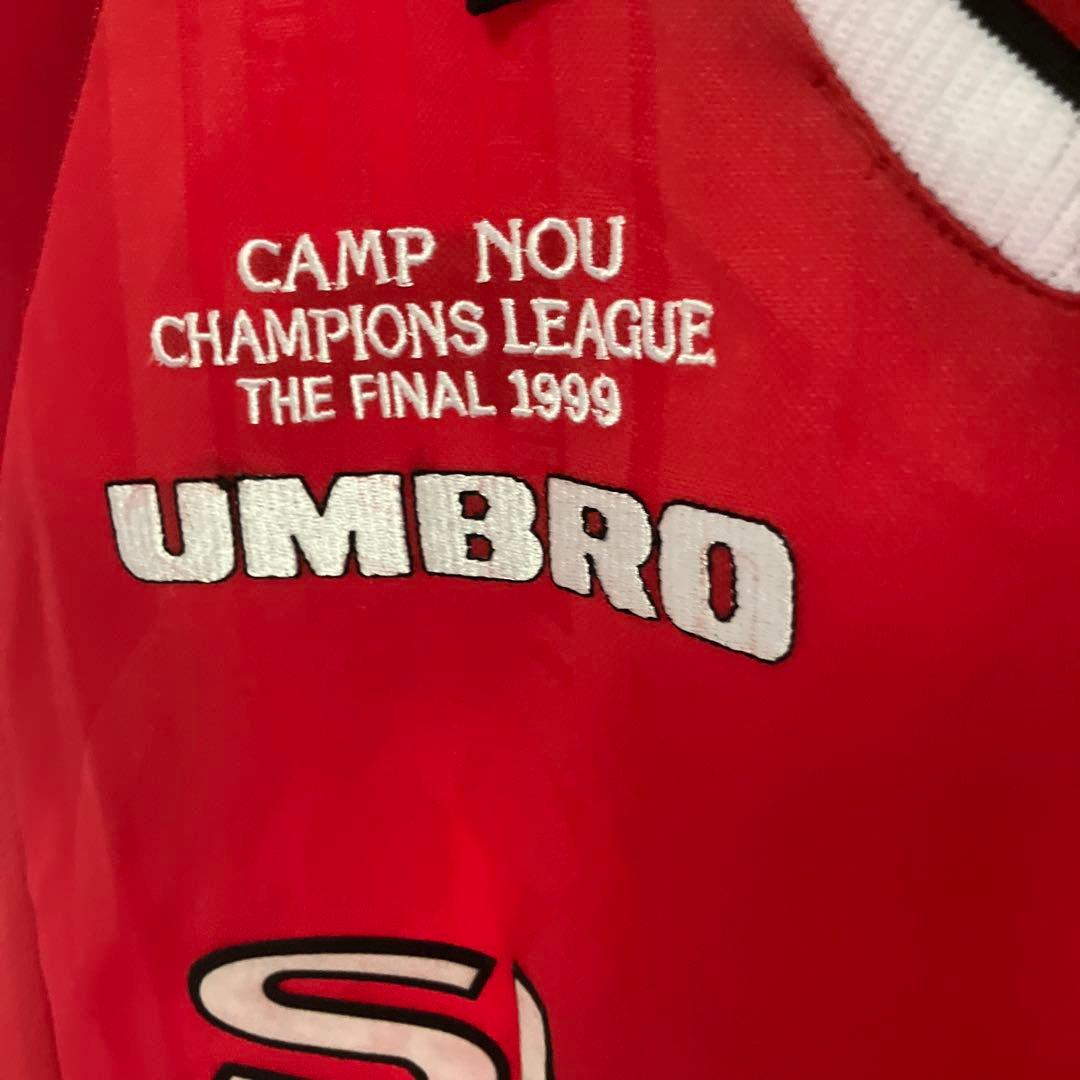 CAMP NOU
CHAMPIONS LEAGUE
THE FINAL 1999
UMBRO
S